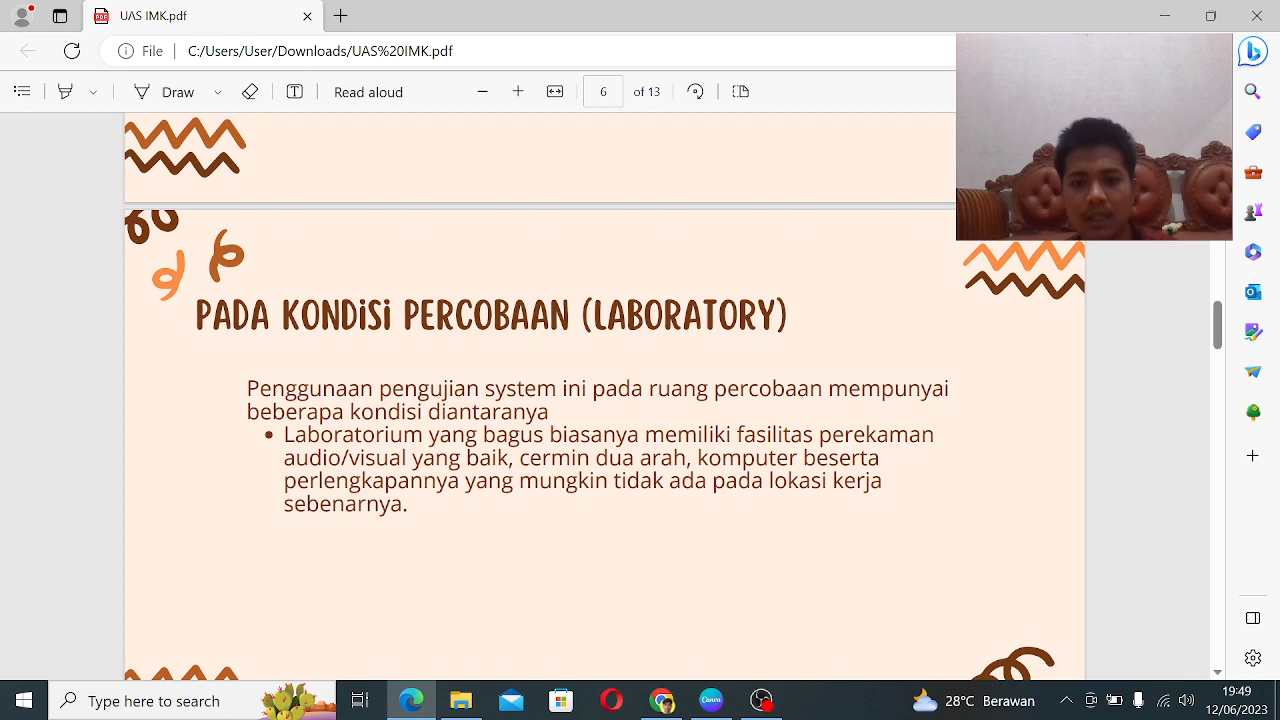 UAS IMK.pdf
File
C:/Users/User/Downloads/UAS%20IMK.pdf
Draw
Read aloud
6
of 13
PADA KONDISI PERCOBAAN (LABORATORY)
Penggunaan pengujian system ini pada ruang percobaan mempunyai
beberapa kondisi diantaranya
• Laboratorium yang bagus biasanya memiliki fasilitas perekaman
audio/visual yang baik, cermin dua arah, komputer beserta
perlengkapannya yang mungkin tidak ada pada lokasi kerja
sebenarnya.
Type here to search
Canva
28°C Berawan
19:49
12/06/2023